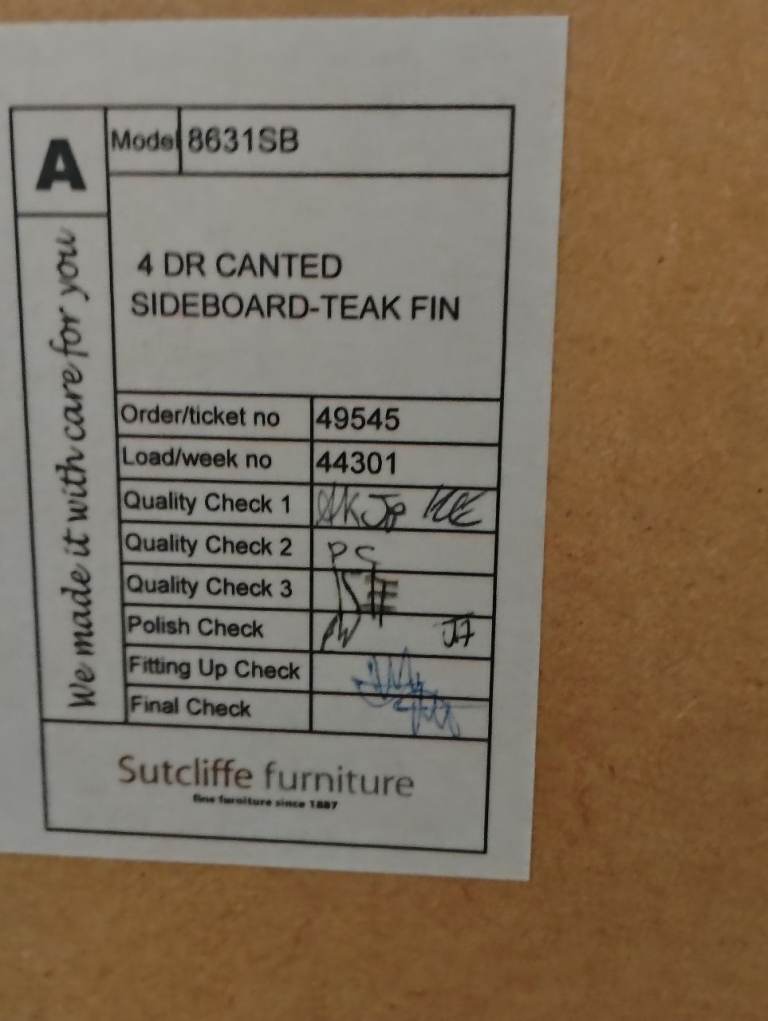 A
Model 8631SB
We made it with care for you
4 DR CANTED
SIDEBOARD-TEAK FIN
Order/ticket no 49545
Load/week no 44301
Quality Check 1
Quality Check 2 PS
Quality Check 3
Polish Check
Fitting Up Check
Final Check
Sutcliffe furniture
fine furniture since 1887